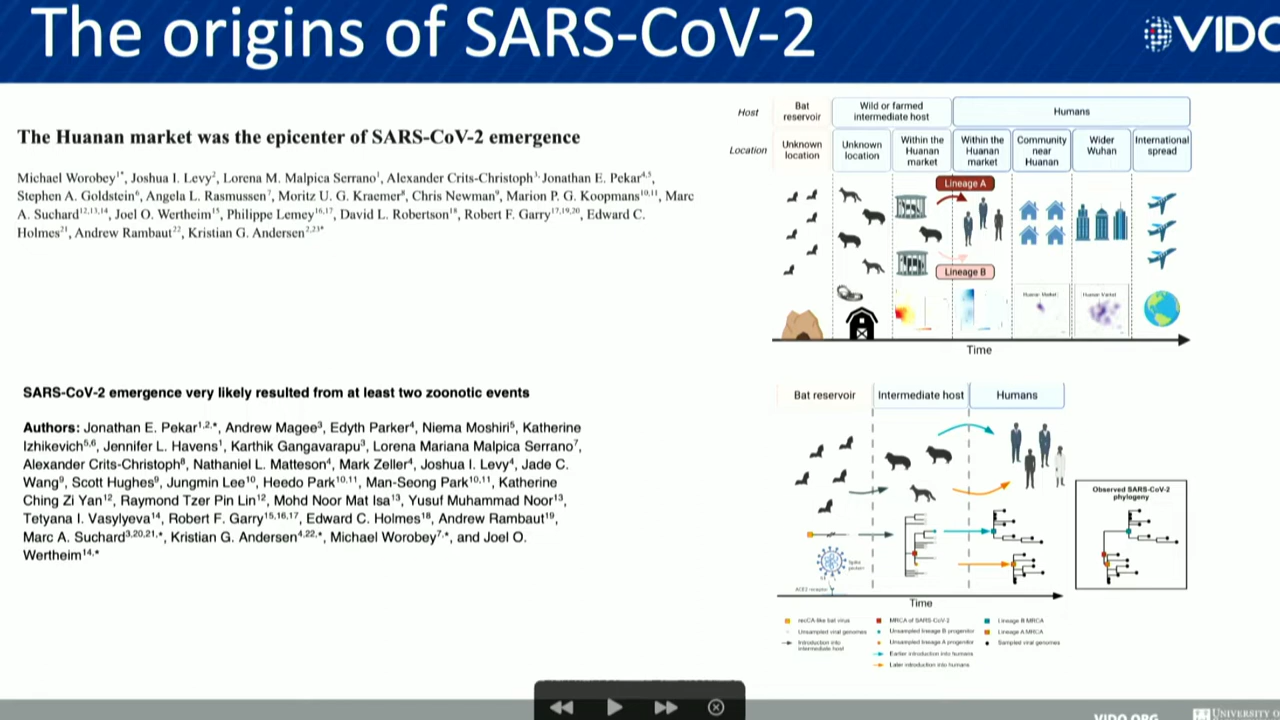 The origins of SARS-CoV-2
VIDO
The Huanan market was the epicenter of SARS-CoV-2 emergence
Michael Worobey¹*, Joshua I. Levy², Lorena M. Malpica Serrano¹, Alexander Crits-Christoph³, Jonathan E. Pekar⁴,⁵,
Stephen A. Goldstein⁶, Angela L. Rasmussen⁷, Moritz U. G. Kraemer⁸, Chris Newman⁹, Marion P. G. Koopmans¹⁰,¹¹, Marc
A. Suchard¹²,¹³,¹⁴, Joel O. Wertheim¹⁵, Philippe Lemey¹⁶,¹⁷, David L. Robertson¹⁸, Robert F. Garry¹⁷,¹⁹,²⁰, Edward C.
Holmes²¹, Andrew Rambaut²², Kristian G. Andersen²,²³*
Host
Bat
reservoir
Wild or farmed
intermediate host
Humans
Location
Unknown
location
Unknown
location
Within the
Huanan
market
Within the
Huanan
market
Community
near
Huanan
Wider
Wuhan
International
spread
Lineage A
Lineage B
Huanan Market
Huanan Market
Time
SARS-CoV-2 emergence very likely resulted from at least two zoonotic events
Authors: Jonathan E. Pekar¹,²,*, Andrew Magee³, Edyth Parker⁴, Niema Moshiri⁵, Katherine
Izhikevich⁵,⁶, Jennifer L. Havens¹, Karthik Gangavarapu³, Lorena Mariana Malpica Serrano⁷,
Alexander Crits-Christoph⁸, Nathaniel L. Matteson⁴, Mark Zeller⁴, Joshua I. Levy⁴, Jade C.
Wang⁹, Scott Hughes⁹, Jungmin Lee¹⁰, Heedo Park¹⁰,¹¹, Man-Seong Park¹⁰,¹¹, Katherine
Ching Zi Yan¹², Raymond Tzer Pin Lin¹², Mohd Noor Mat Isa¹³, Yusuf Muhammad Noor¹³,
Tetyana I. Vasylyeva¹⁴, Robert F. Garry¹⁵,¹⁶,¹⁷, Edward C. Holmes¹⁸, Andrew Rambaut¹⁹,
Marc A. Suchard³,²⁰,²¹,*, Kristian G. Andersen⁴,²²,*, Michael Worobey⁷,*, and Joel O.
Wertheim¹⁴,*
Bat reservoir
Intermediate host
Humans
Observed SARS-CoV-2
phylogeny
Spike
protein
ACE2 receptor
Time
recCA-like bat virus
Unsampled viral genomes
Introduction into
intermediate host
MRCA of SARS-CoV-2
Unsampled lineage B progenitor
Unsampled lineage A progenitor
Earlier introduction into humans
Later introduction into humans
Lineage B MRCA
Lineage A MRCA
Sampled viral genomes
VIDO.ORG
UNIVERSITY O